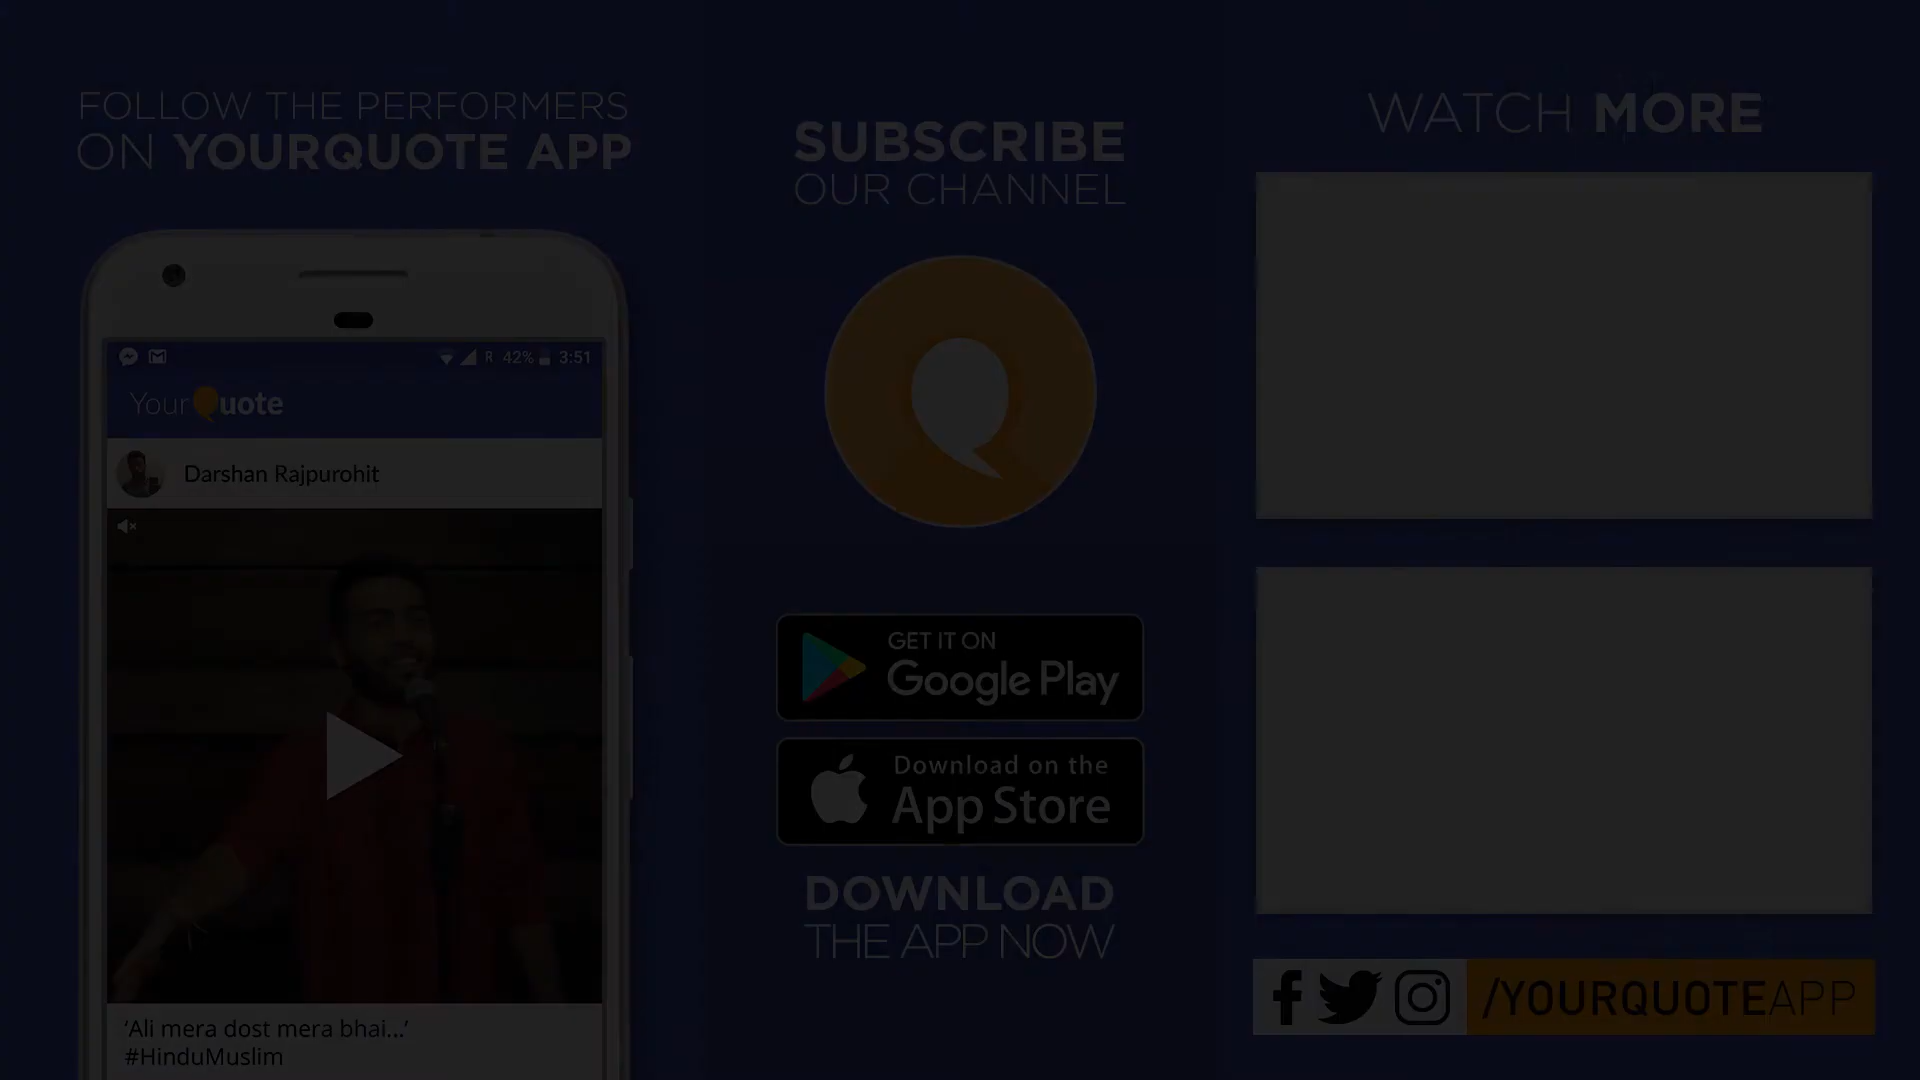 FOLLOW THE PERFORMERS
ON YOURQUOTE APP
R 42% 3:51
YourQuote
Darshan Rajpurohit
'Ali mera dost mera bhai...'
#HinduMuslim
SUBSCRIBE
OUR CHANNEL
GET IT ON
Google Play
Download on the
App Store
DOWNLOAD
THE APP NOW
WATCH MORE
/YOURQUOTEAPP